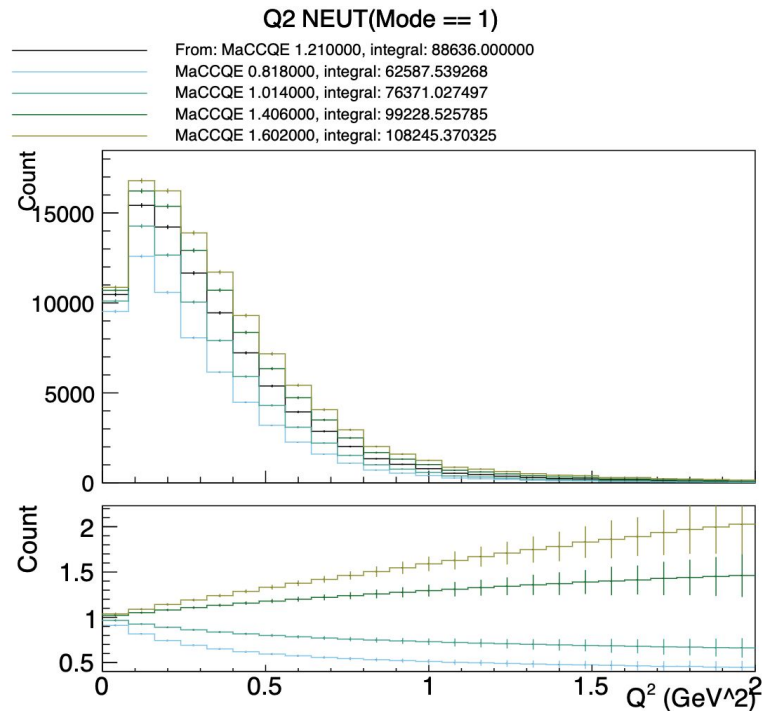 Q2 NEUT(Mode == 1)
From: MaCCQE 1.210000, integral: 88636.000000
MaCCQE 0.818000, integral: 62587.539268
MaCCQE 1.014000, integral: 76371.027497
MaCCQE 1.406000, integral: 99228.525785
MaCCQE 1.602000, integral: 108245.370325
Count
15000
10000
5000
0
Count
2
1.5
1
0.5
0 0.5 1 1.5 2
Q² (GeV^2)